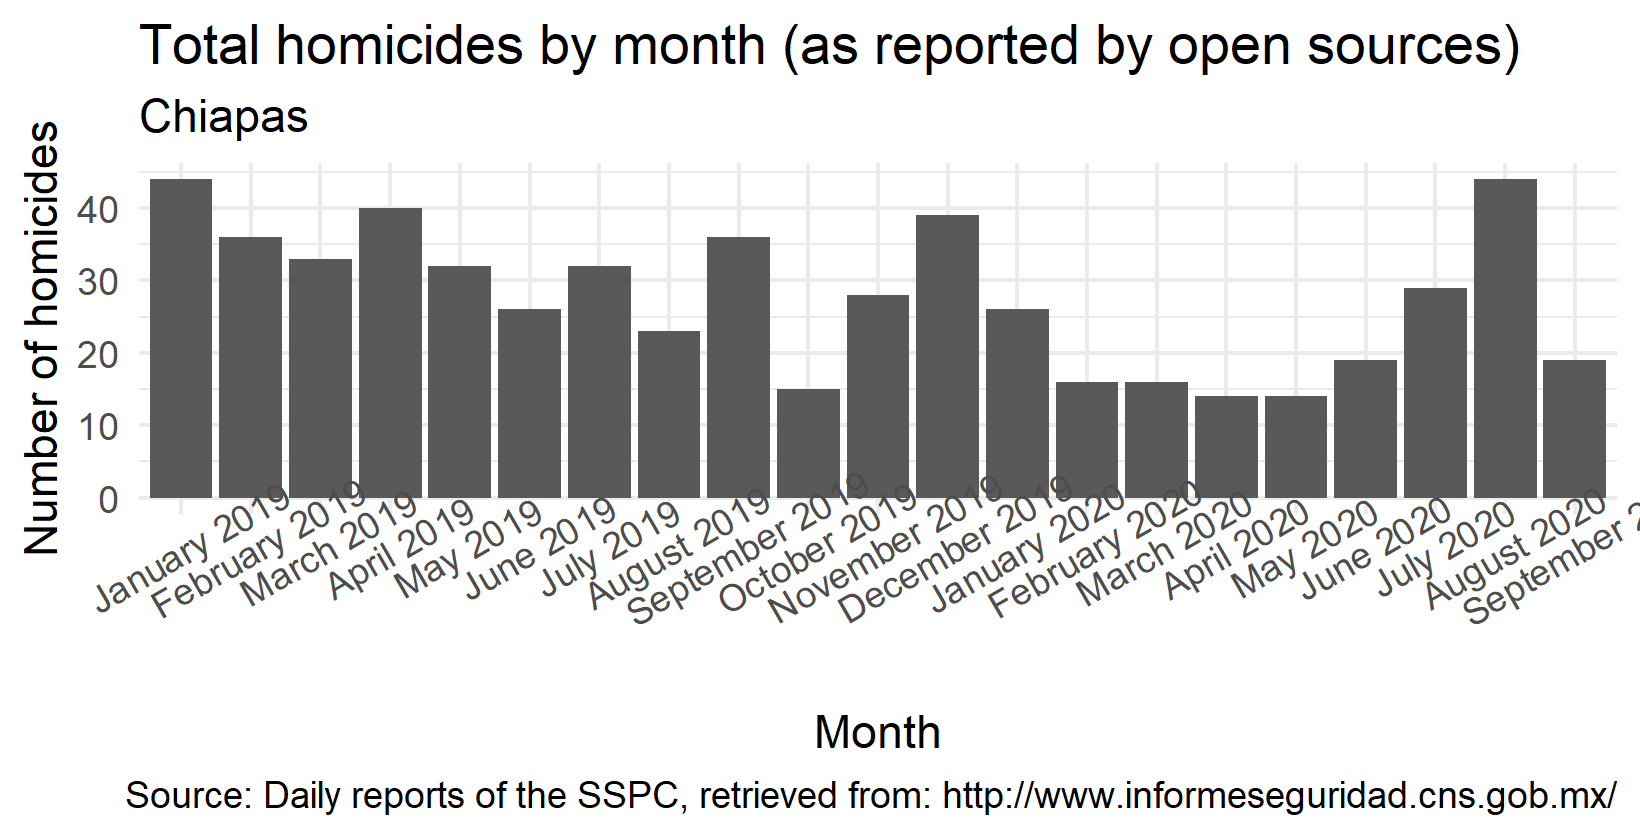 Total homicides by month (as reported by open sources)
Chiapas
Number of homicides
40
30
20
10
0
January 2019
February 2019
March 2019
April 2019
May 2019
June 2019
July 2019
August 2019
September 2019
October 2019
November 2019
December 2019
January 2020
February 2020
March 2020
April 2020
May 2020
June 2020
July 2020
August 2020
September 2
Month
Source: Daily reports of the SSPC, retrieved from: http://www.informeseguridad.cns.gob.mx/